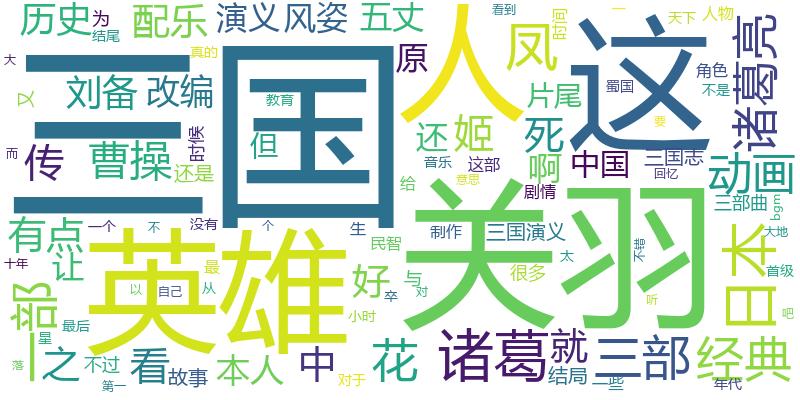 历史 为 结尾 配乐 演义 风姿 五丈 看到 一 天下 人物
大 三国 人 凤 时间 这 诸葛亮
刘备 改编 原 片尾 蜀国 角色 不是
又 教育 但 还 姬 死 要
而 传 曹操 时候 还是 音乐 这部 啊 中国 三国志 回忆 动画
给 意思 剧情 三部曲 bgm
有点 一个 不 没有 个 生 关羽 制作 三国演义 不错 大地
十年 让 英雄 民智 日本
部 以 自己 从 最 好 与 对 卒 很多 太 听 首级 吧
星 最后 小时
落 之 看 不过 故事 第一 本人 中 对于 花 诸葛 就 结局 一些 三部 经典 年代